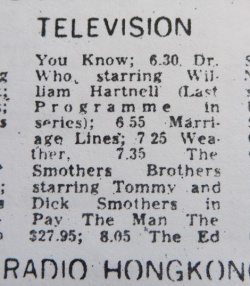 TELEVISION
You Know; 6.30, Dr.
Who, starring Wil-
liam Hartnell (Last
Programme in
series); 6 55 Marri-
age Lines; 7 25 Wea-
ther, 7.35 The
Smothers Brothers
starring Tommy and
Dick Smothers in
Pay The Man The
$27.95; 8.05 The Ed
RADIO HONGKONG